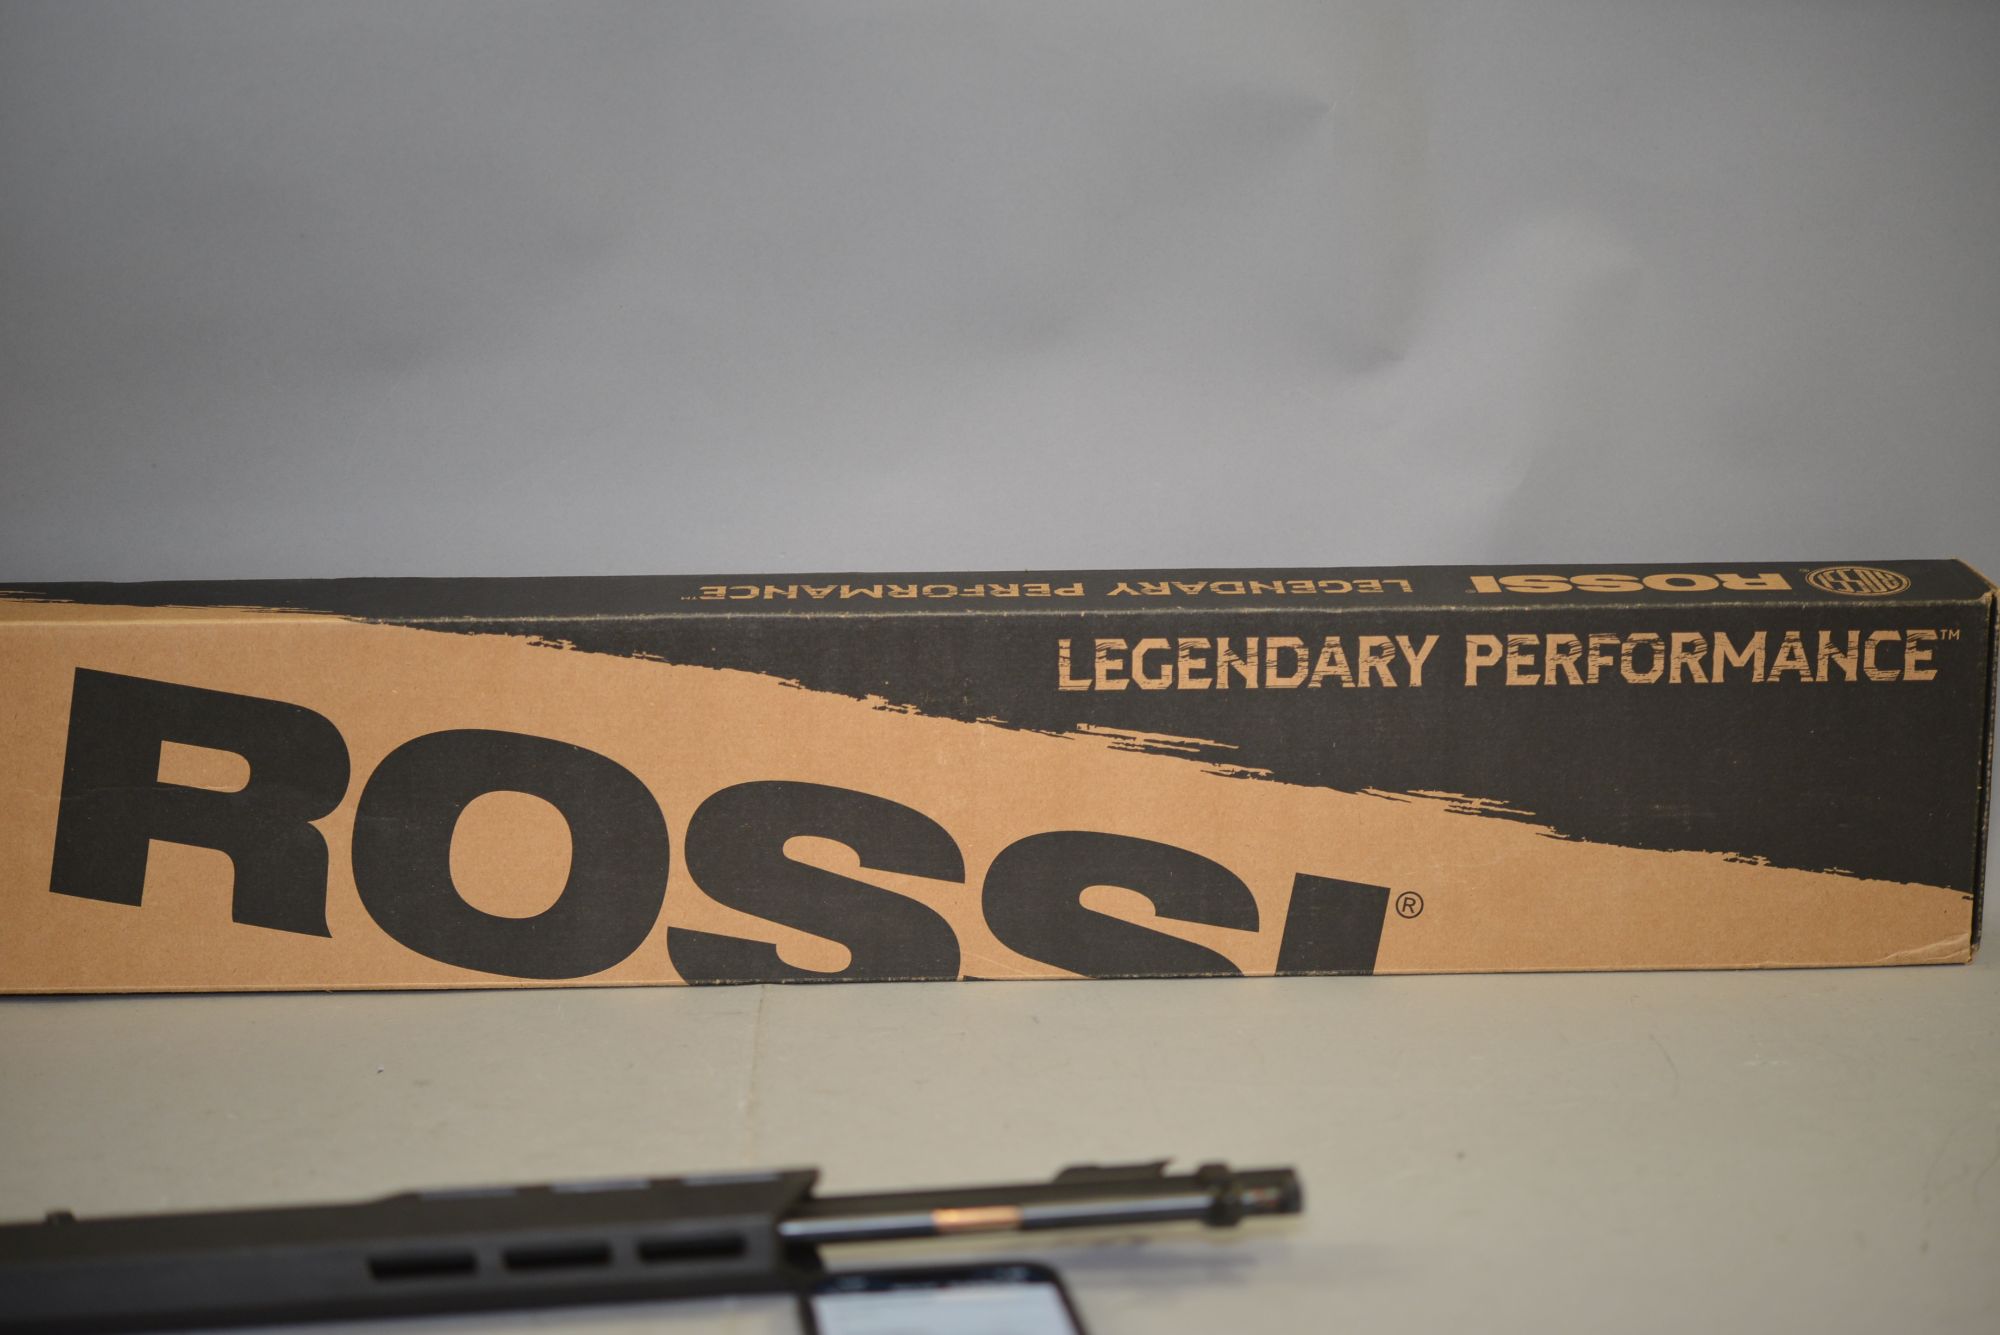 ROSSI LEGENDARY PERFORMANCE™
LEGENDARY PERFORMANCE™
ROSSI®